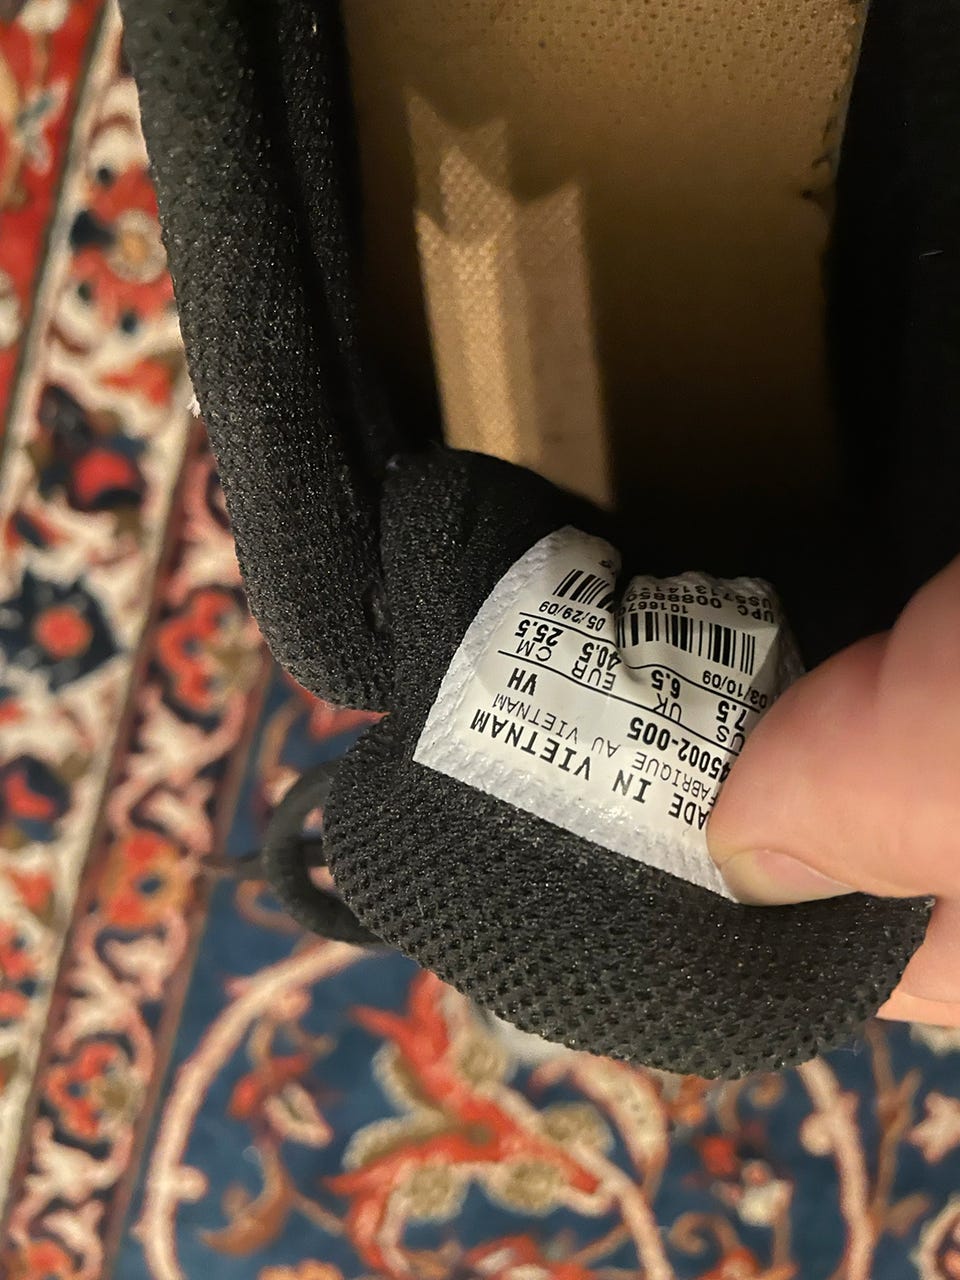 ADE IN VIETNAM
FABRIQUE AU VIETNAM
45002-005 VH
US UK EUR CM
7.5 6.5 40.5 25.5
03/10/09 05/29/09
UPC